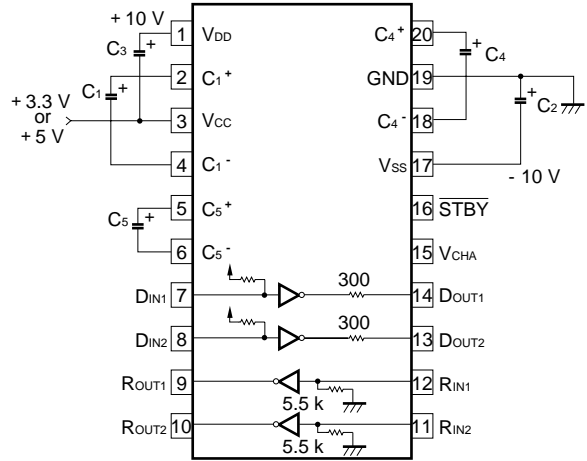 + 10 V
1 VDD C4+ 20
C3 + + C4
2 C1+ GND 19
C1 + + C2
+ 3.3 V
or
+ 5 V
3 VCC C4- 18
4 C1- VSS 17
- 10 V
5 C5+ STBY 16
C5 +
6 C5- 15 VCHA
300
DIN1 7 14 DOUT1
300
DIN2 8 13 DOUT2
ROUT1 9 12 RIN1
5.5 k
ROUT2 10 11 RIN2
5.5 k